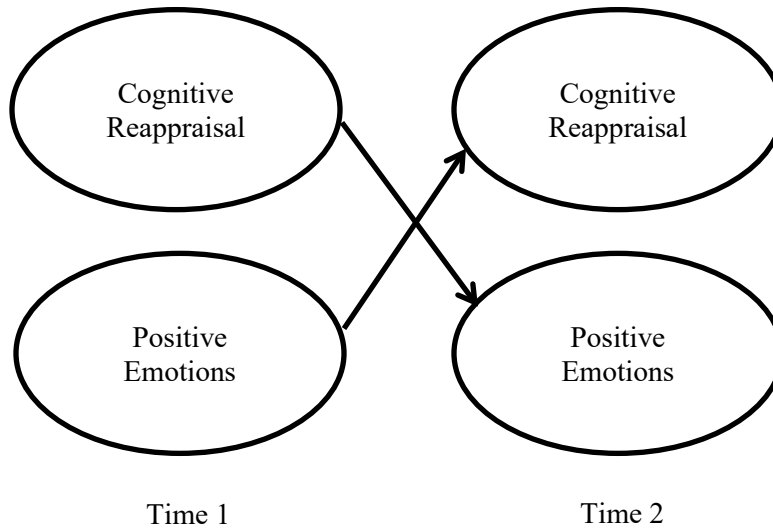 Cognitive
Reappraisal
Cognitive
Reappraisal
Positive
Emotions
Positive
Emotions
Time 1
Time 2